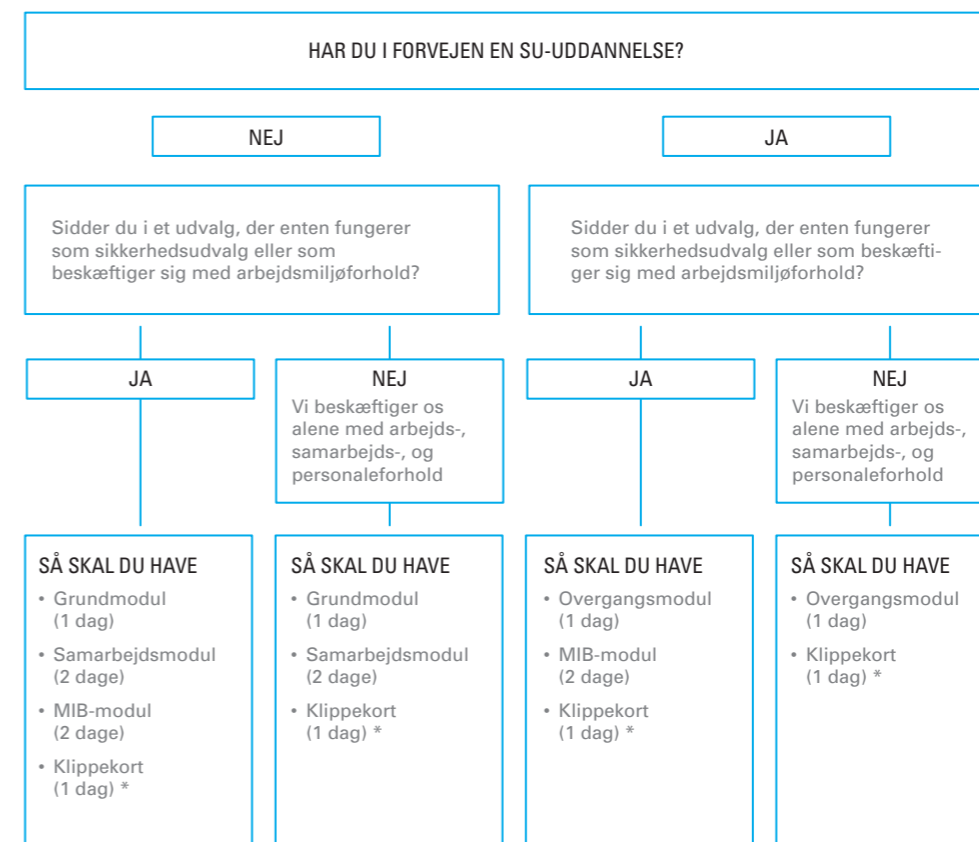 HAR DU I FORVEJEN EN SU-UDDANNELSE?
NEJ
JA
Sidder du i et udvalg, der enten fungerer
som sikkerhedsudvalg eller som
beskæftiger sig med arbejdsmiljøforhold?
Sidder du i et udvalg, der enten fungerer
som sikkerhedsudvalg eller som beskæfti-
ger sig med arbejdsmiljøforhold?
JA
NEJ
Vi beskæftiger os
alene med arbejds-,
samarbejds-, og
personaleforhold
JA
NEJ
Vi beskæftiger os
alene med arbejds-,
samarbejds-, og
personaleforhold
SÅ SKAL DU HAVE
• Grundmodul
(1 dag)
• Samarbejdsmodul
(2 dage)
• MIB-modul
(2 dage)
• Klippekort
(1 dag) *
SÅ SKAL DU HAVE
• Grundmodul
(1 dag)
• Samarbejdsmodul
(2 dage)
• Klippekort
(1 dag) *
SÅ SKAL DU HAVE
• Overgangsmodul
(1 dag)
• MIB-modul
(2 dage)
• Klippekort
(1 dag) *
SÅ SKAL DU HAVE
• Overgangsmodul
(1 dag)
• Klippekort
(1 dag) *